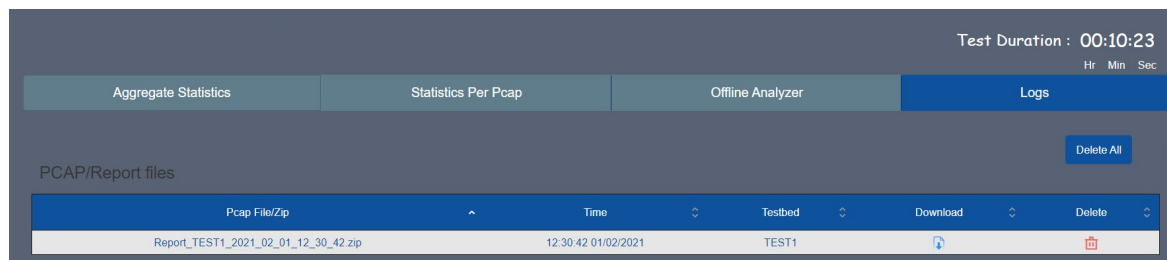 Test Duration : 00:10:23
Hr Min Sec
Aggregate Statistics Statistics Per Pcap Offline Analyzer Logs
Delete All
PCAP/Report files
Pcap File/Zip Time Testbed Download Delete
Report_TEST1_2021_02_01_12_30_42.zip 12:30:42 01/02/2021 TEST1